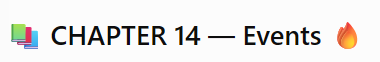 📚 CHAPTER 14 — Events 🔥